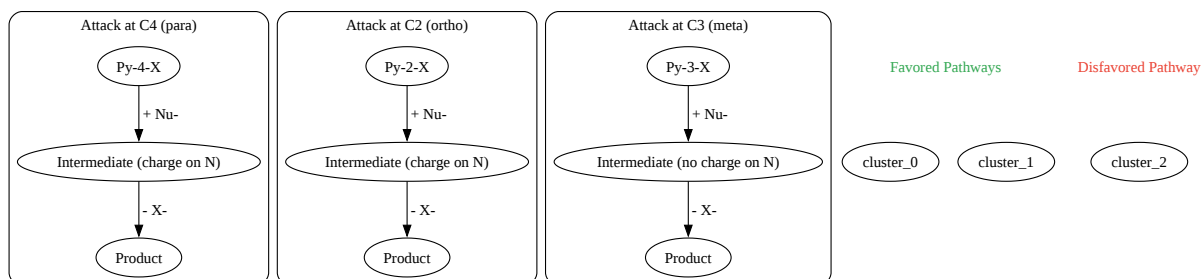 Attack at C4 (para)
Py-4-X
+ Nu-
Intermediate (charge on N)
- X-
Product
Attack at C2 (ortho)
Py-2-X
+ Nu-
Intermediate (charge on N)
- X-
Product
Attack at C3 (meta)
Py-3-X
+ Nu-
Intermediate (no charge on N)
- X-
Product
Favored Pathways
cluster_0
cluster_1
Disfavored Pathway
cluster_2